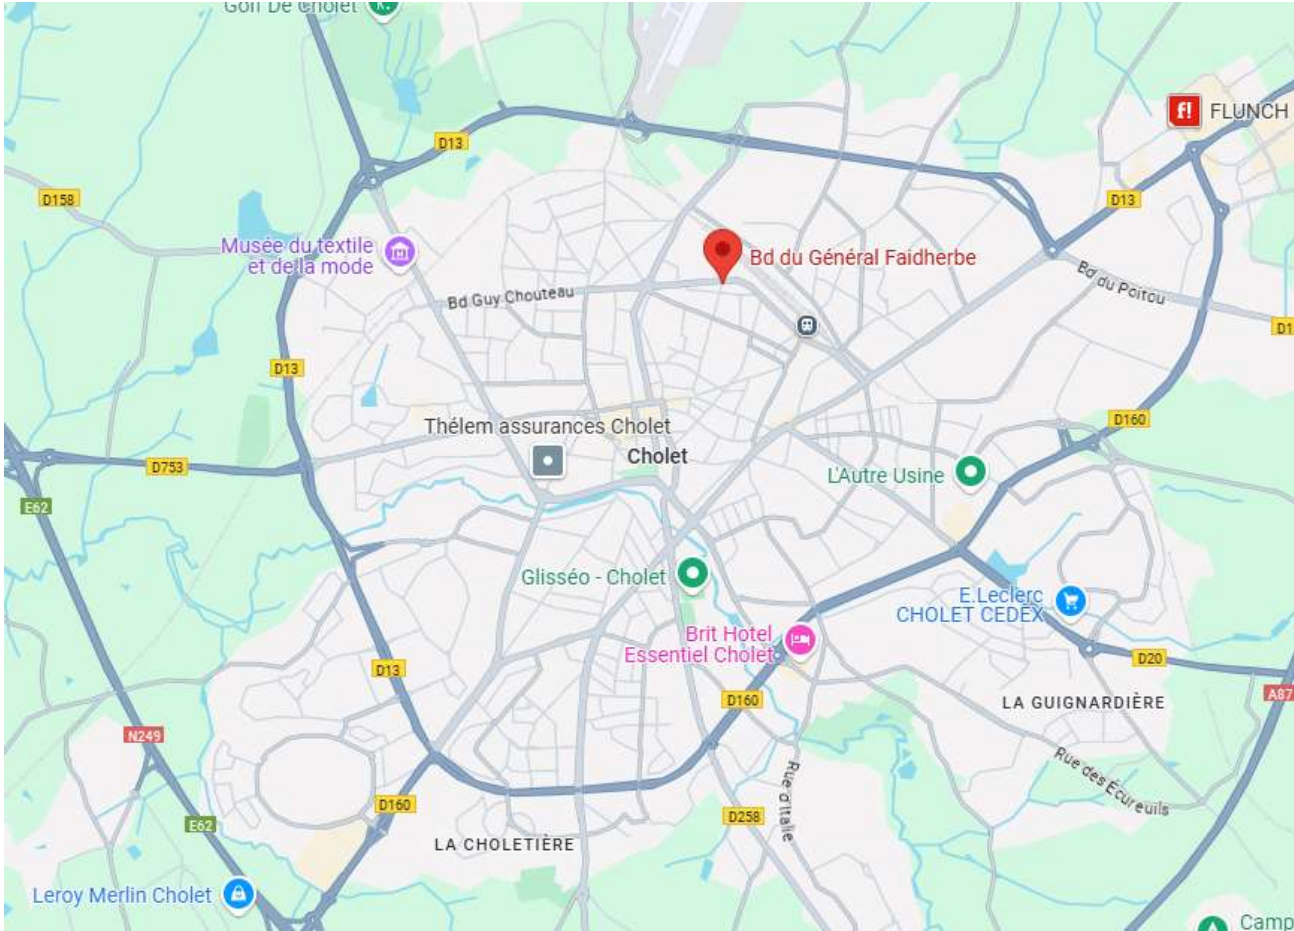 Golf De Cholet
FLUNCH
D13
D158
D13
Musée du textile
et de la mode
Bd du Général Faidherbe
Bd du Poitou
Bd Guy Chouteau
D1
D13
Thélem assurances Cholet
D160
Cholet
D753
L'Autre Usine
E62
Glisséo - Cholet
E.Leclerc
CHOLET CEDEX
Brit Hotel
Essentiel Cholet
D20
D13
D160
A87
LA GUIGNARDIÈRE
N249
Rue des Écureuils
Rue d'Italie
D160
D258
E62
LA CHOLETIÈRE
Leroy Merlin Cholet
Camp